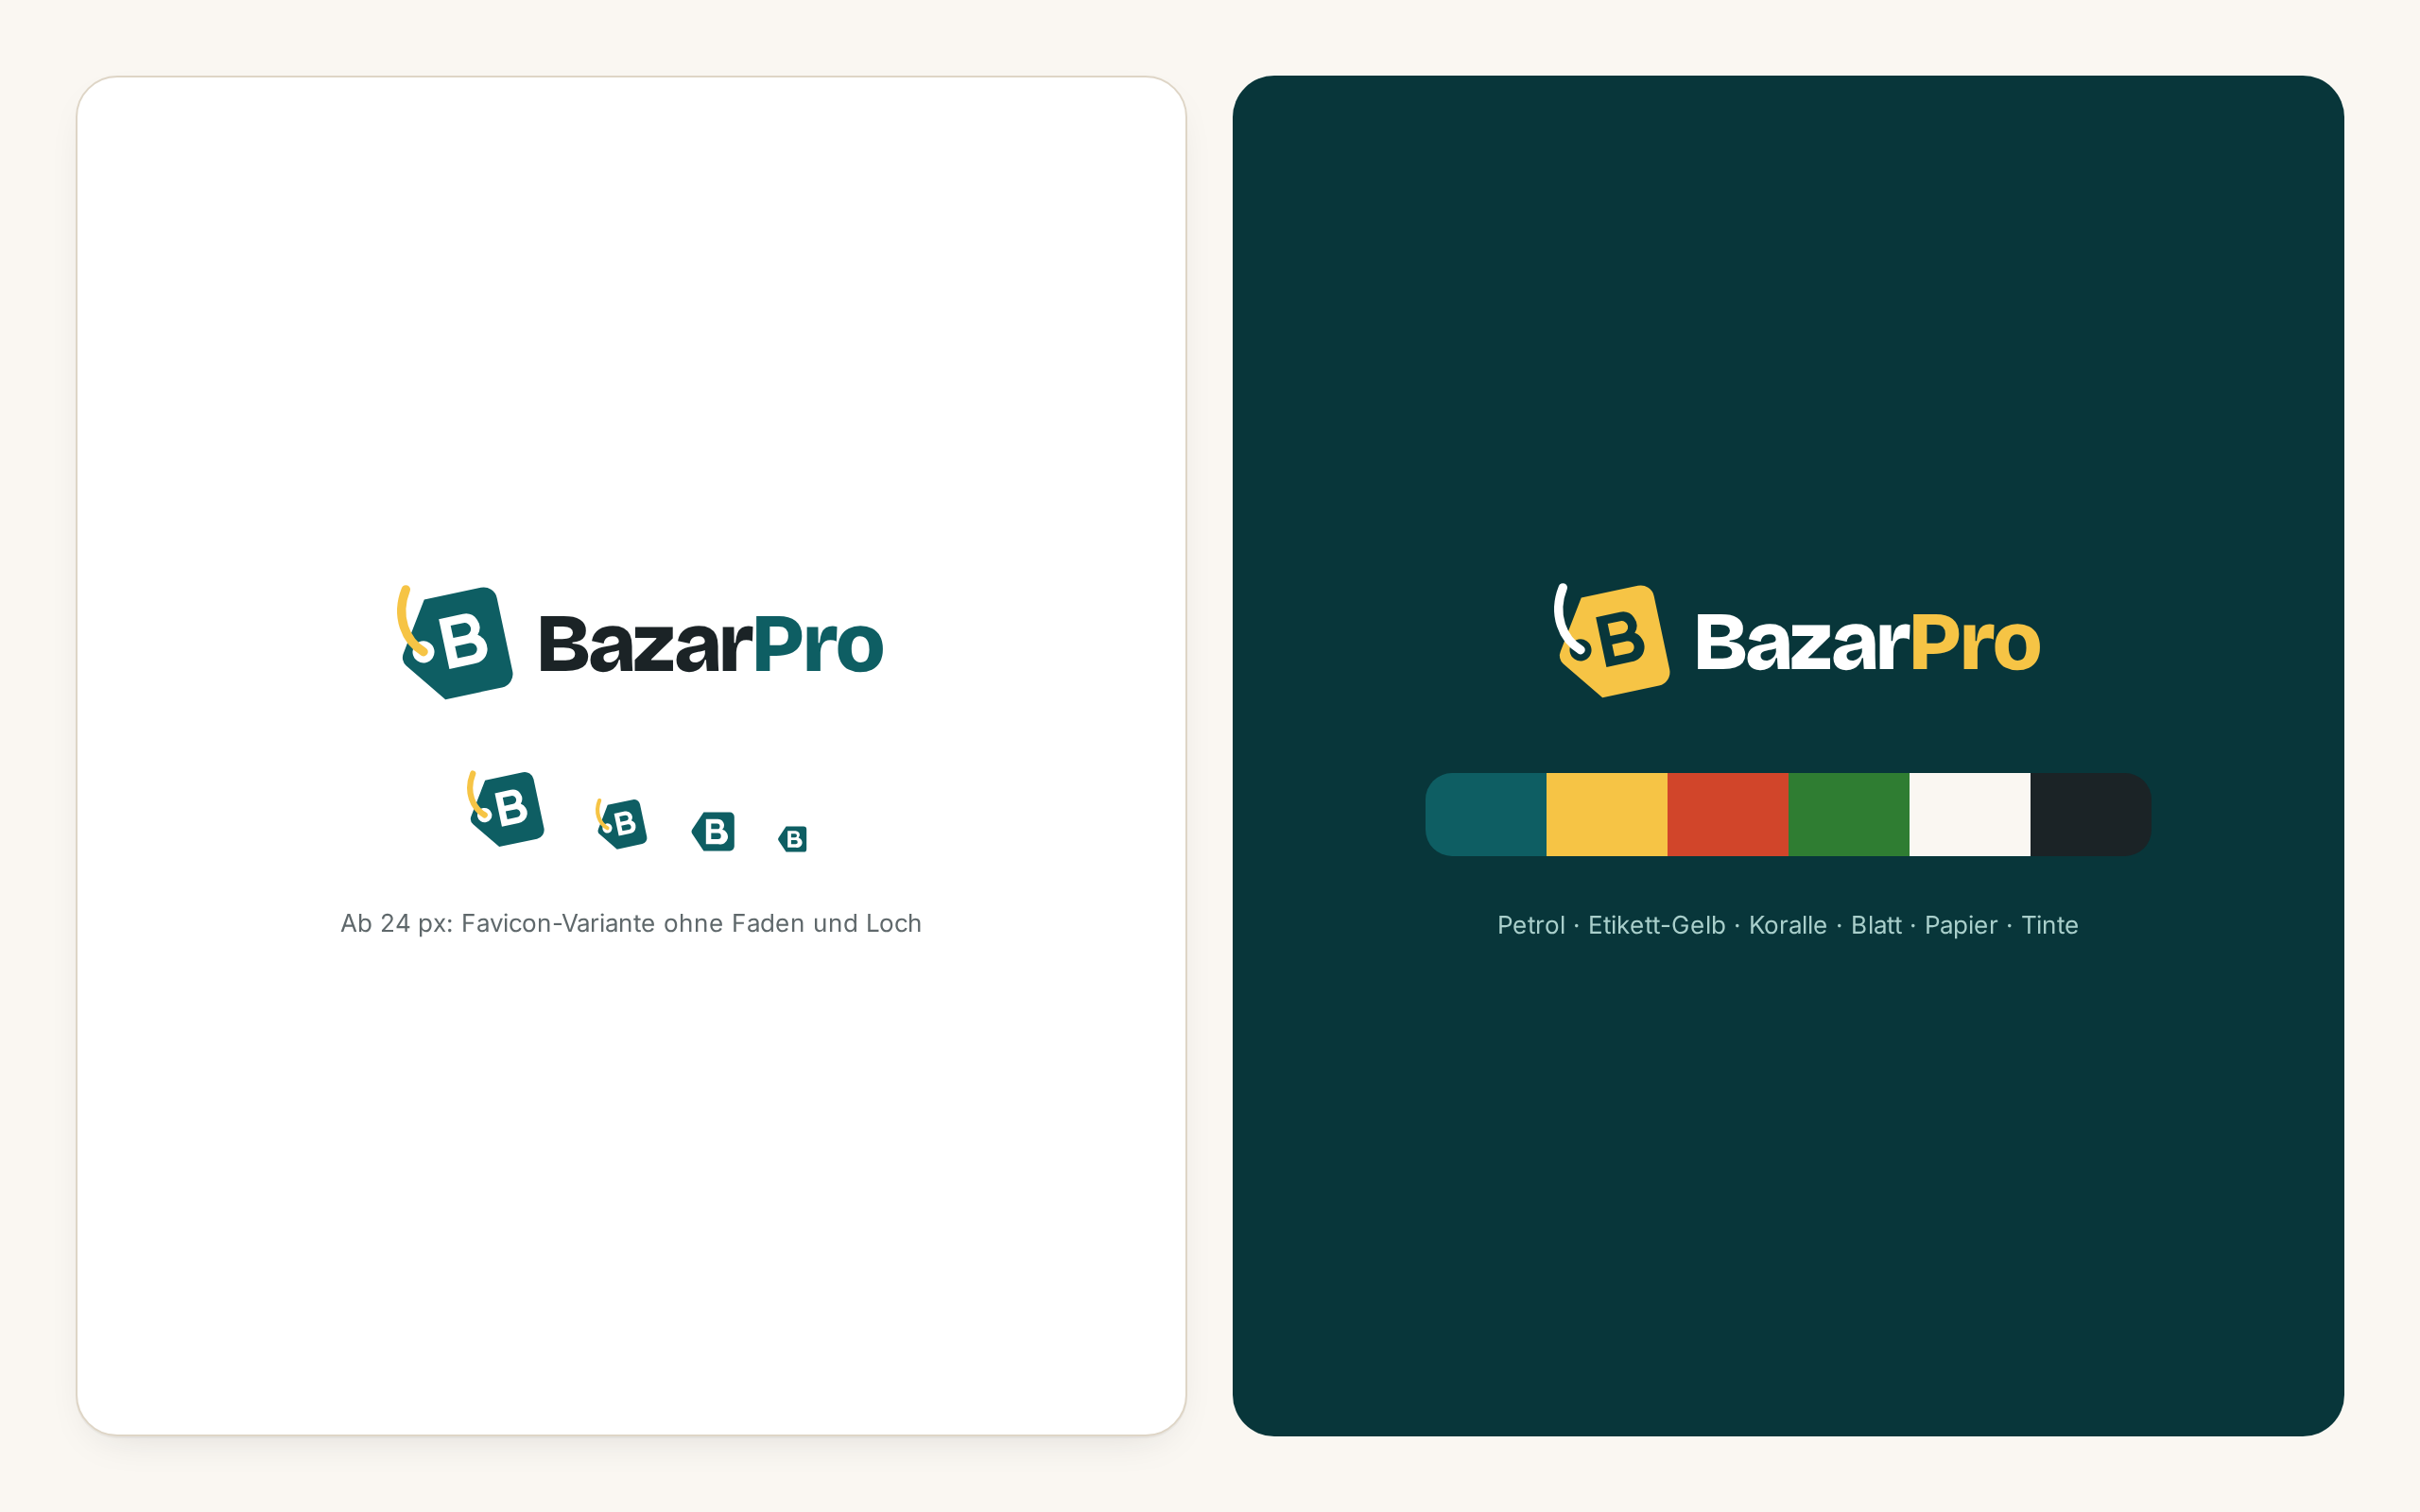 B BazarPro
B B B B
Ab 24 px: Favicon-Variante ohne Faden und Loch
B BazarPro
Petrol · Etikett-Gelb · Koralle · Blatt · Papier · Tinte